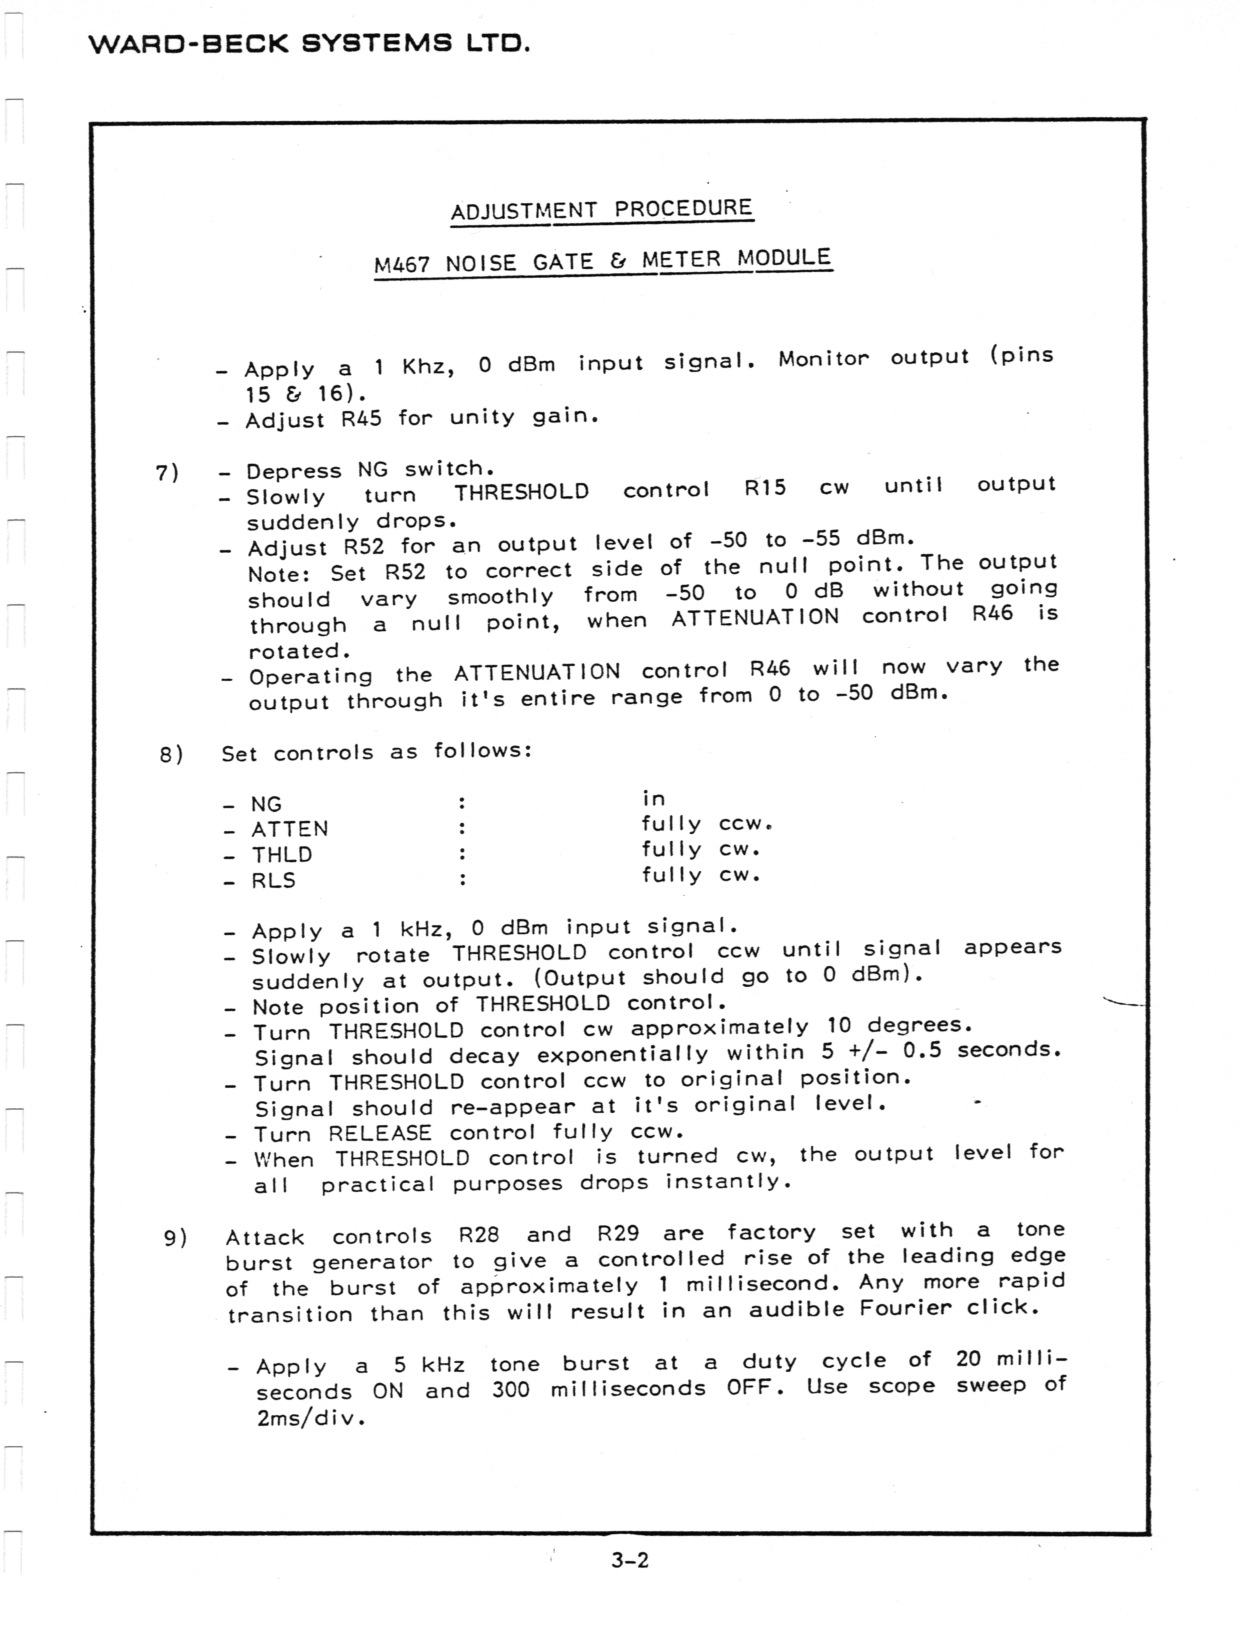 WARD-BECK SYSTEMS LTD.
ADJUSTMENT PROCEDURE
M467 NOISE GATE & METER MODULE
- Apply a 1 Khz, 0 dBm input signal. Monitor output (pins
15 & 16).
- Adjust R45 for unity gain.
7) - Depress NG switch.
- Slowly turn THRESHOLD control R15 cw until output
suddenly drops.
- Adjust R52 for an output level of -50 to -55 dBm.
Note: Set R52 to correct side of the null point. The output
should vary smoothly from -50 to 0 dB without going
through a null point, when ATTENUATION control R46 is
rotated.
- Operating the ATTENUATION control R46 will now vary the
output through it's entire range from 0 to -50 dBm.
8) Set controls as follows:
- NG : in
- ATTEN : fully ccw.
- THLD : fully cw.
- RLS : fully cw.
- Apply a 1 kHz, 0 dBm input signal.
- Slowly rotate THRESHOLD control ccw until signal appears
suddenly at output. (Output should go to 0 dBm).
- Note position of THRESHOLD control.
- Turn THRESHOLD control cw approximately 10 degrees.
Signal should decay exponentially within 5 +/- 0.5 seconds.
- Turn THRESHOLD control ccw to original position.
Signal should re-appear at it's original level.
- Turn RELEASE control fully ccw.
- When THRESHOLD control is turned cw, the output level for
all practical purposes drops instantly.
9) Attack controls R28 and R29 are factory set with a tone
burst generator to give a controlled rise of the leading edge
of the burst of approximately 1 millisecond. Any more rapid
transition than this will result in an audible Fourier click.
- Apply a 5 kHz tone burst at a duty cycle of 20 milli-
seconds ON and 300 milliseconds OFF. Use scope sweep of
2ms/div.
3-2